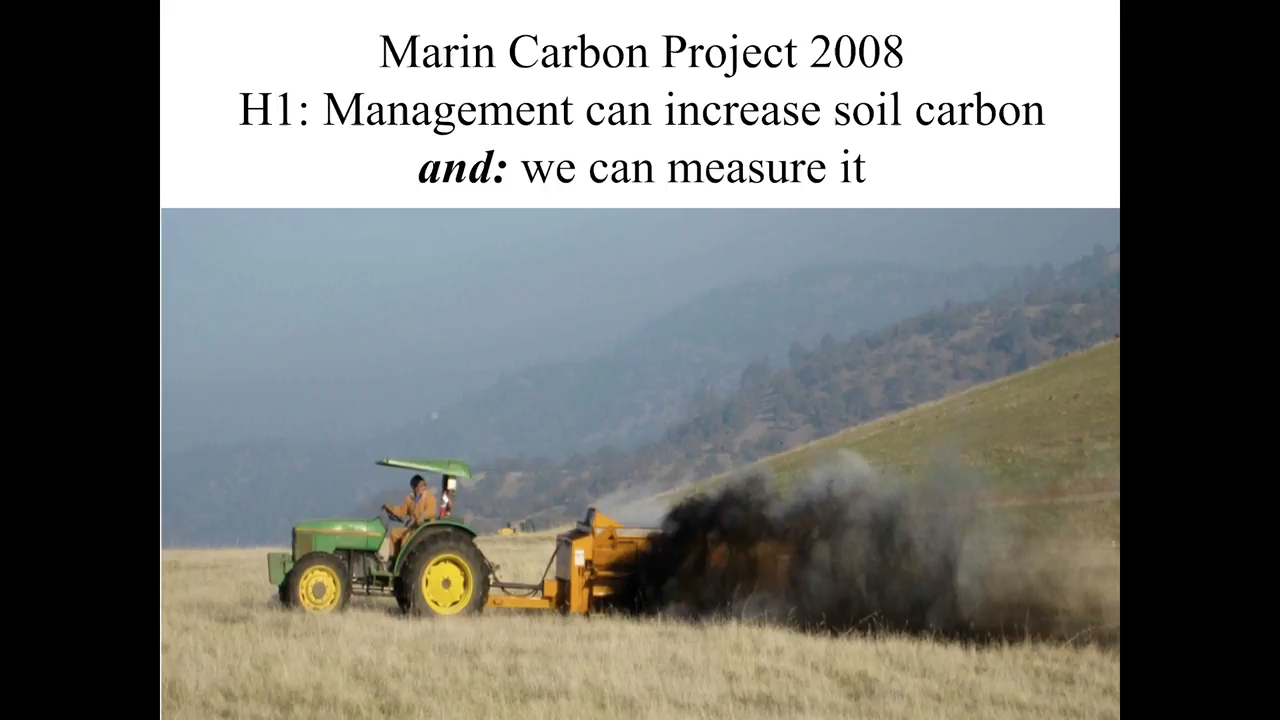 Marin Carbon Project 2008
H1: Management can increase soil carbon
and: we can measure it